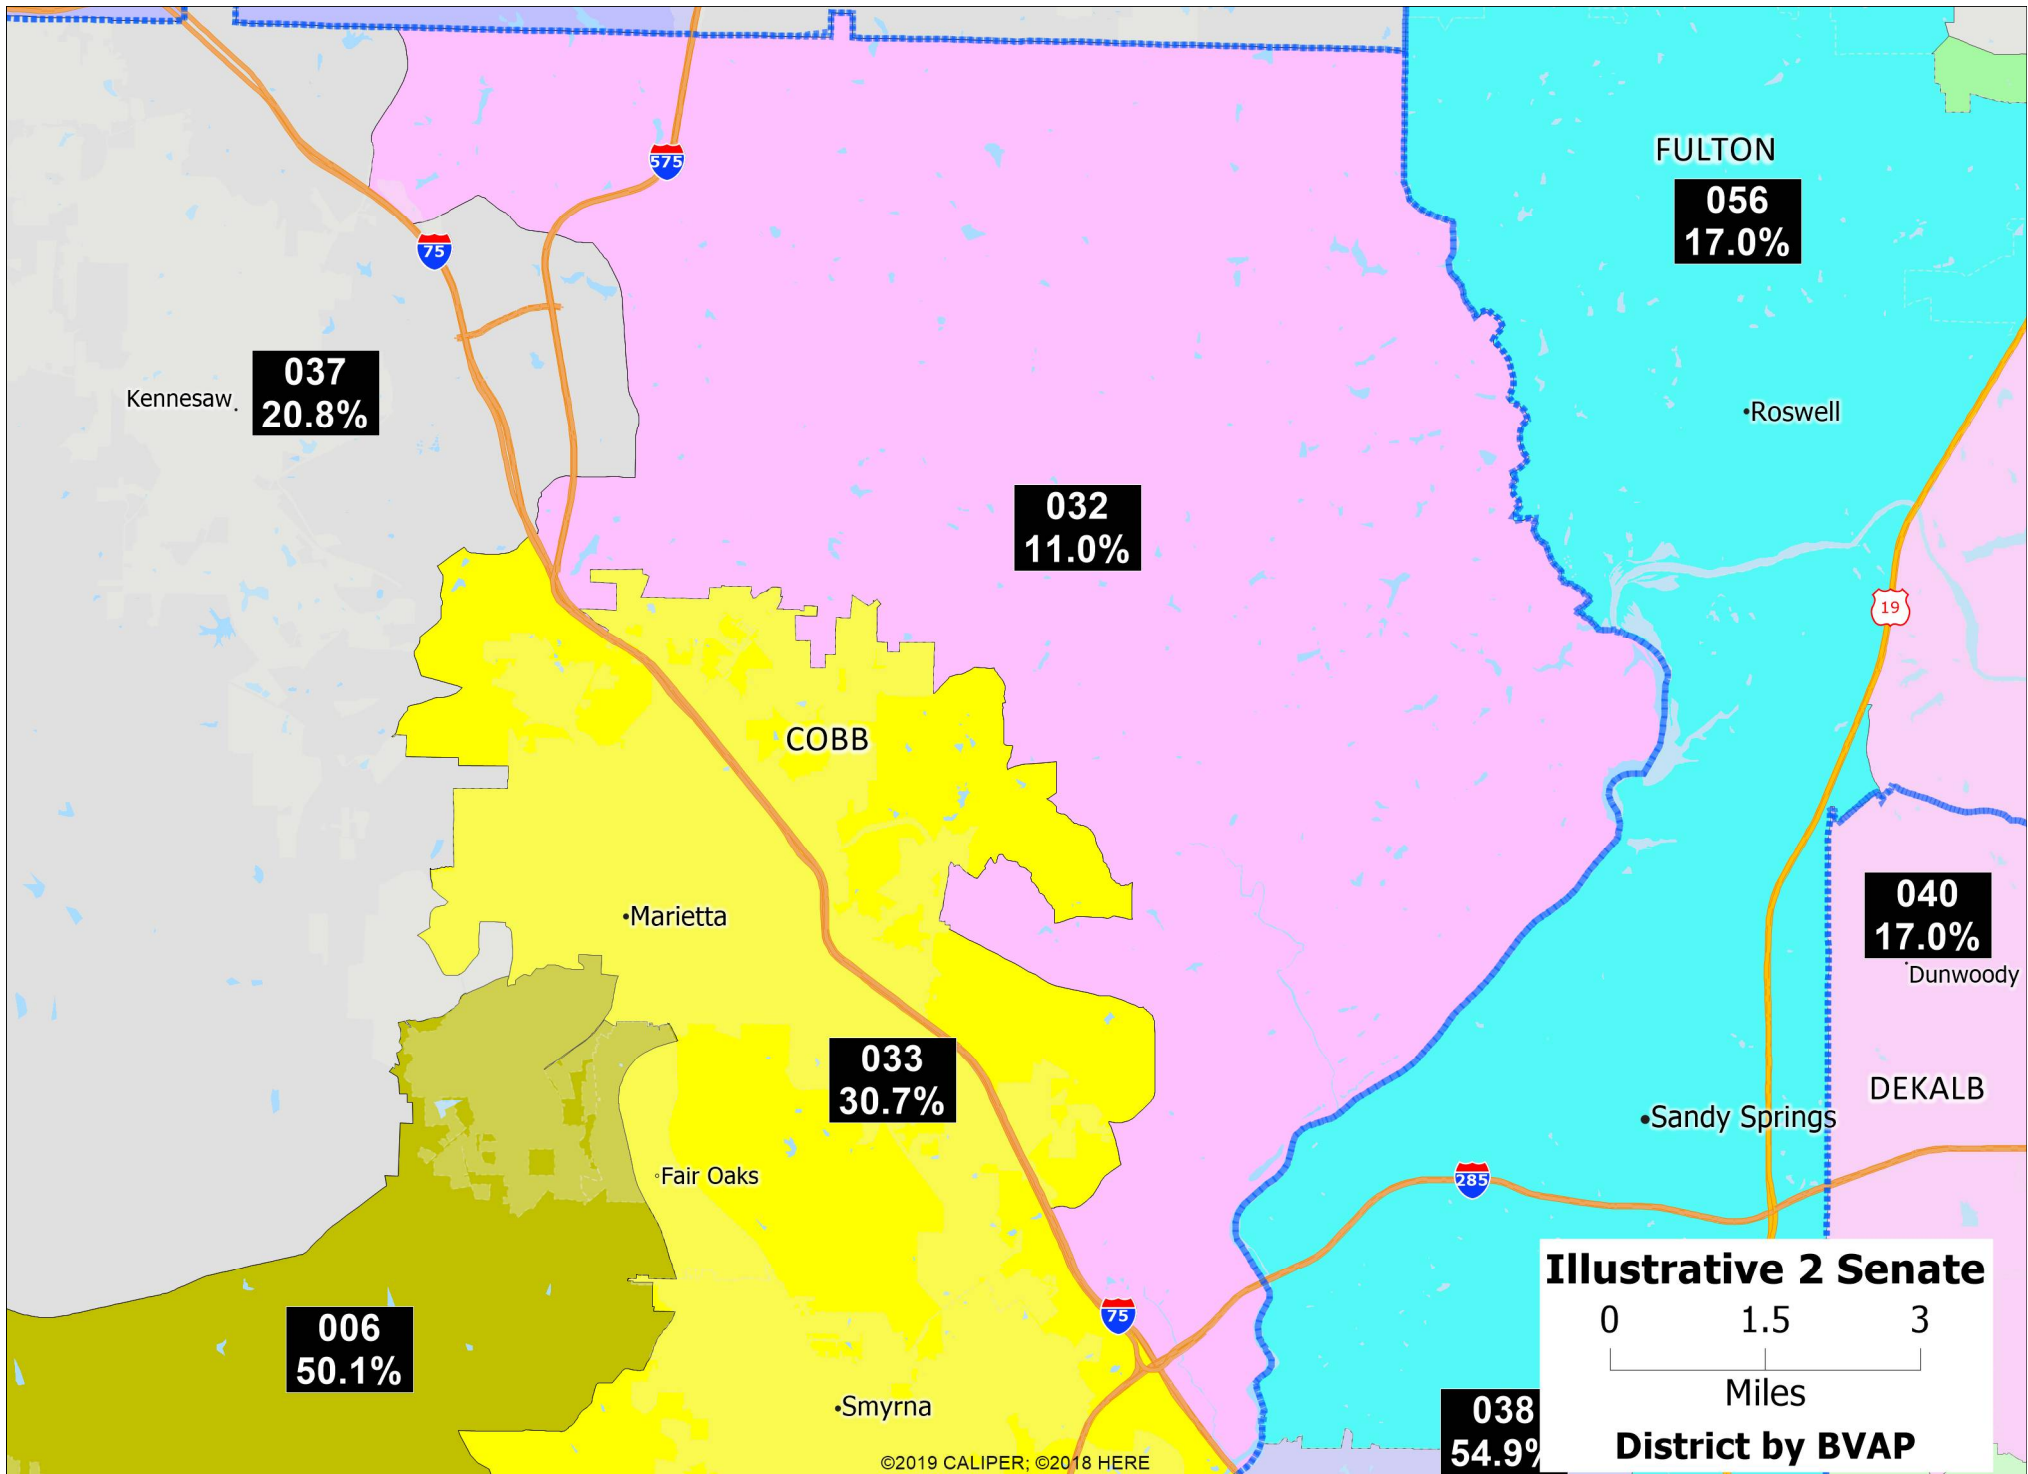 FULTON
056
17.0%
575
75
037
20.8%
Kennesaw
Roswell
032
11.0%
19
COBB
040
17.0%
Dunwoody
Marietta
033
30.7%
DEKALB
Sandy Springs
Fair Oaks
285
75
006
50.1%
Smyrna
038
54.9%
Illustrative 2 Senate
0 1.5 3
Miles
District by BVAP
©2019 CALIPER; ©2018 HERE